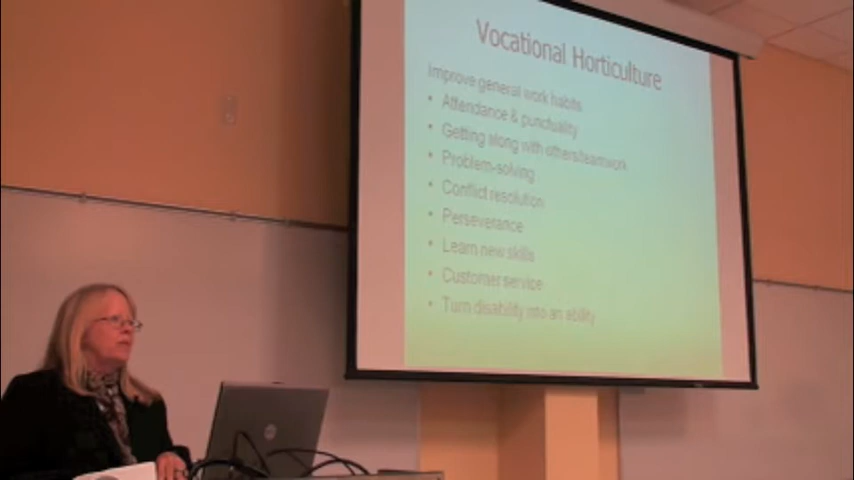 Vocational Horticulture
Improve general work habits
• Attendance & punctuality
• Getting along with others/teamwork
• Problem-solving
• Conflict resolution
• Perseverance
• Learn new skills
• Customer service
• Turn disability into an ability